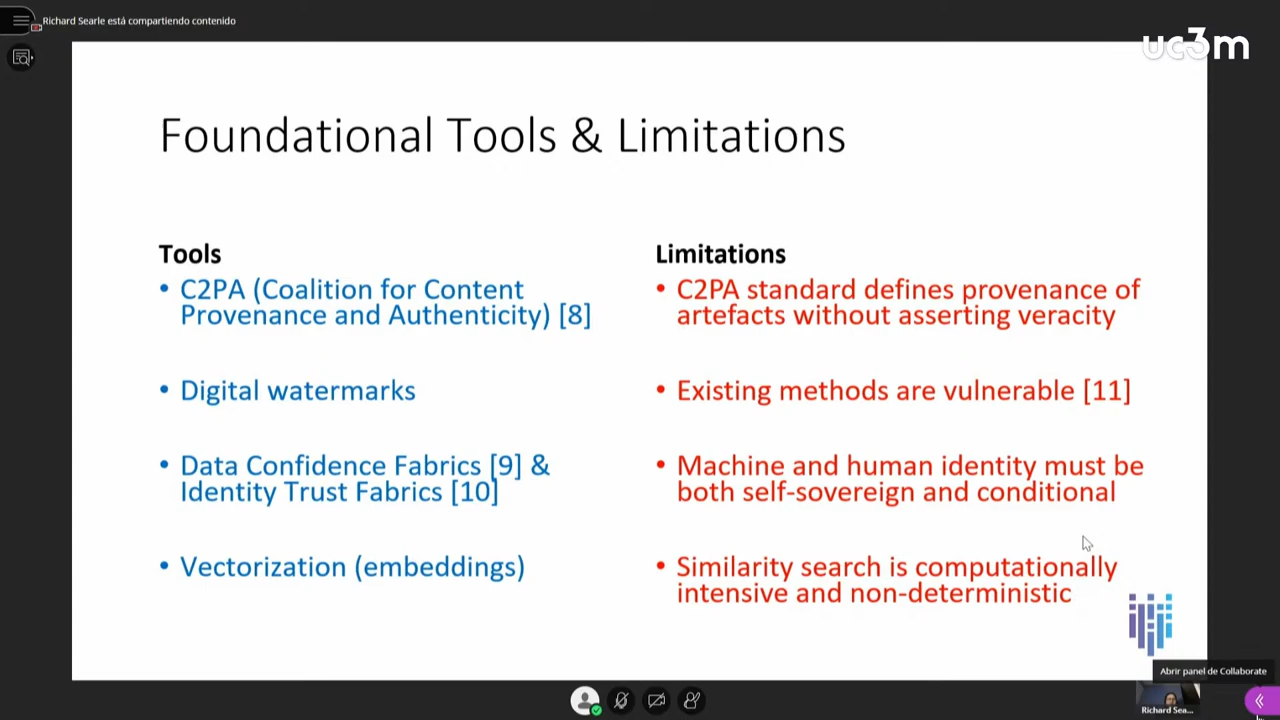 Richard Searle está compartiendo contenido
uc3m
Foundational Tools & Limitations
Tools
• C2PA (Coalition for Content
Provenance and Authenticity) [8]
• Digital watermarks
• Data Confidence Fabrics [9] &
Identity Trust Fabrics [10]
• Vectorization (embeddings)
Limitations
• C2PA standard defines provenance of
artefacts without asserting veracity
• Existing methods are vulnerable [11]
• Machine and human identity must be
both self-sovereign and conditional
• Similarity search is computationally
intensive and non-deterministic
Abrir panel de Collaborate
Richard Sea...